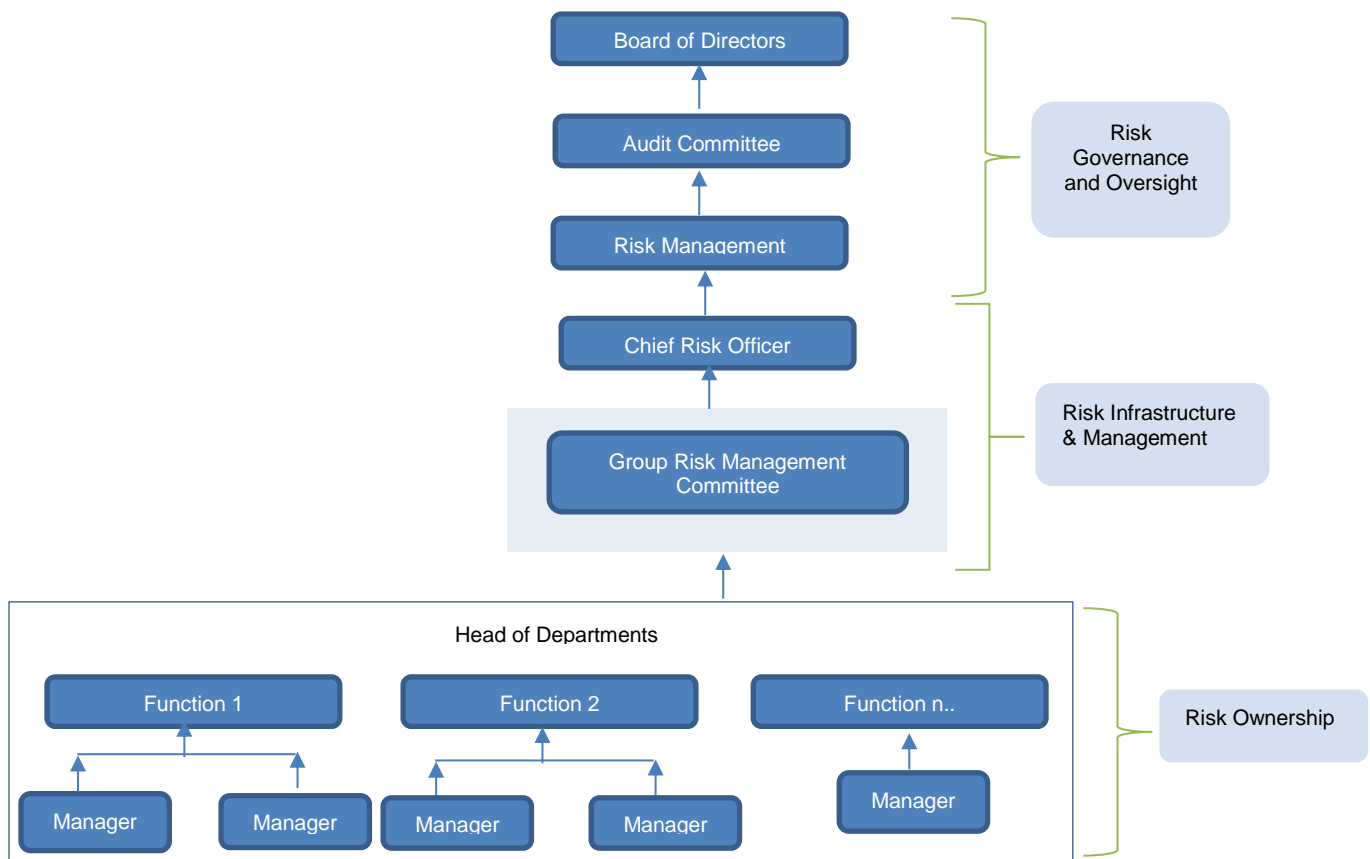 Board of Directors
Audit Committee
Risk
Governance
and Oversight
Risk Management
Chief Risk Officer
Risk Infrastructure
& Management
Group Risk Management
Committee
Head of Departments
Function 1
Function 2
Function n..
Risk Ownership
Manager
Manager
Manager
Manager
Manager